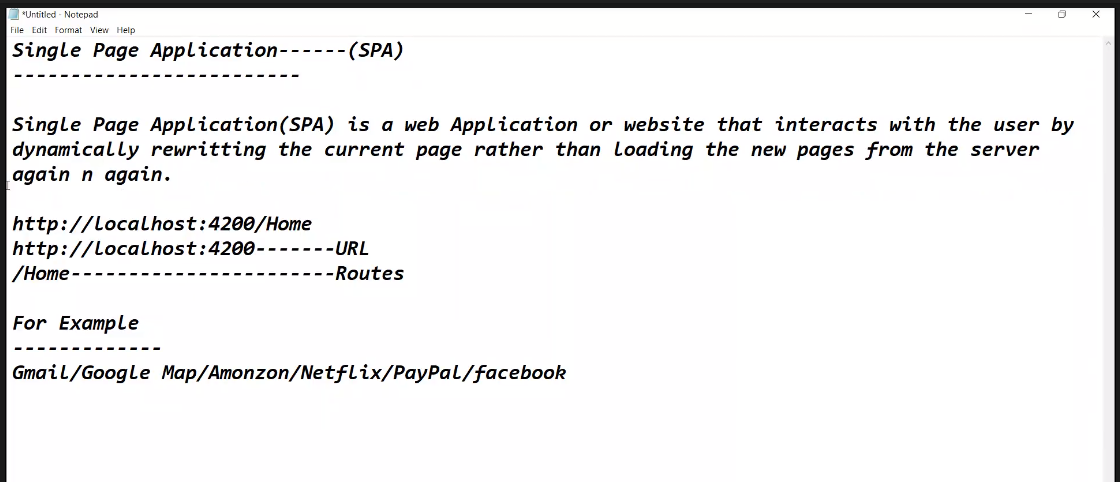 *Untitled - Notepad
File Edit Format View Help
Single Page Application------(SPA)
-------------------------
Single Page Application(SPA) is a web Application or website that interacts with the user by
dynamically rewritting the current page rather than loading the new pages from the server
again n again.
http://localhost:4200/Home
http://localhost:4200-------URL
/Home-----------------------Routes
For Example
-------------
Gmail/Google Map/Amonzon/Netflix/PayPal/facebook